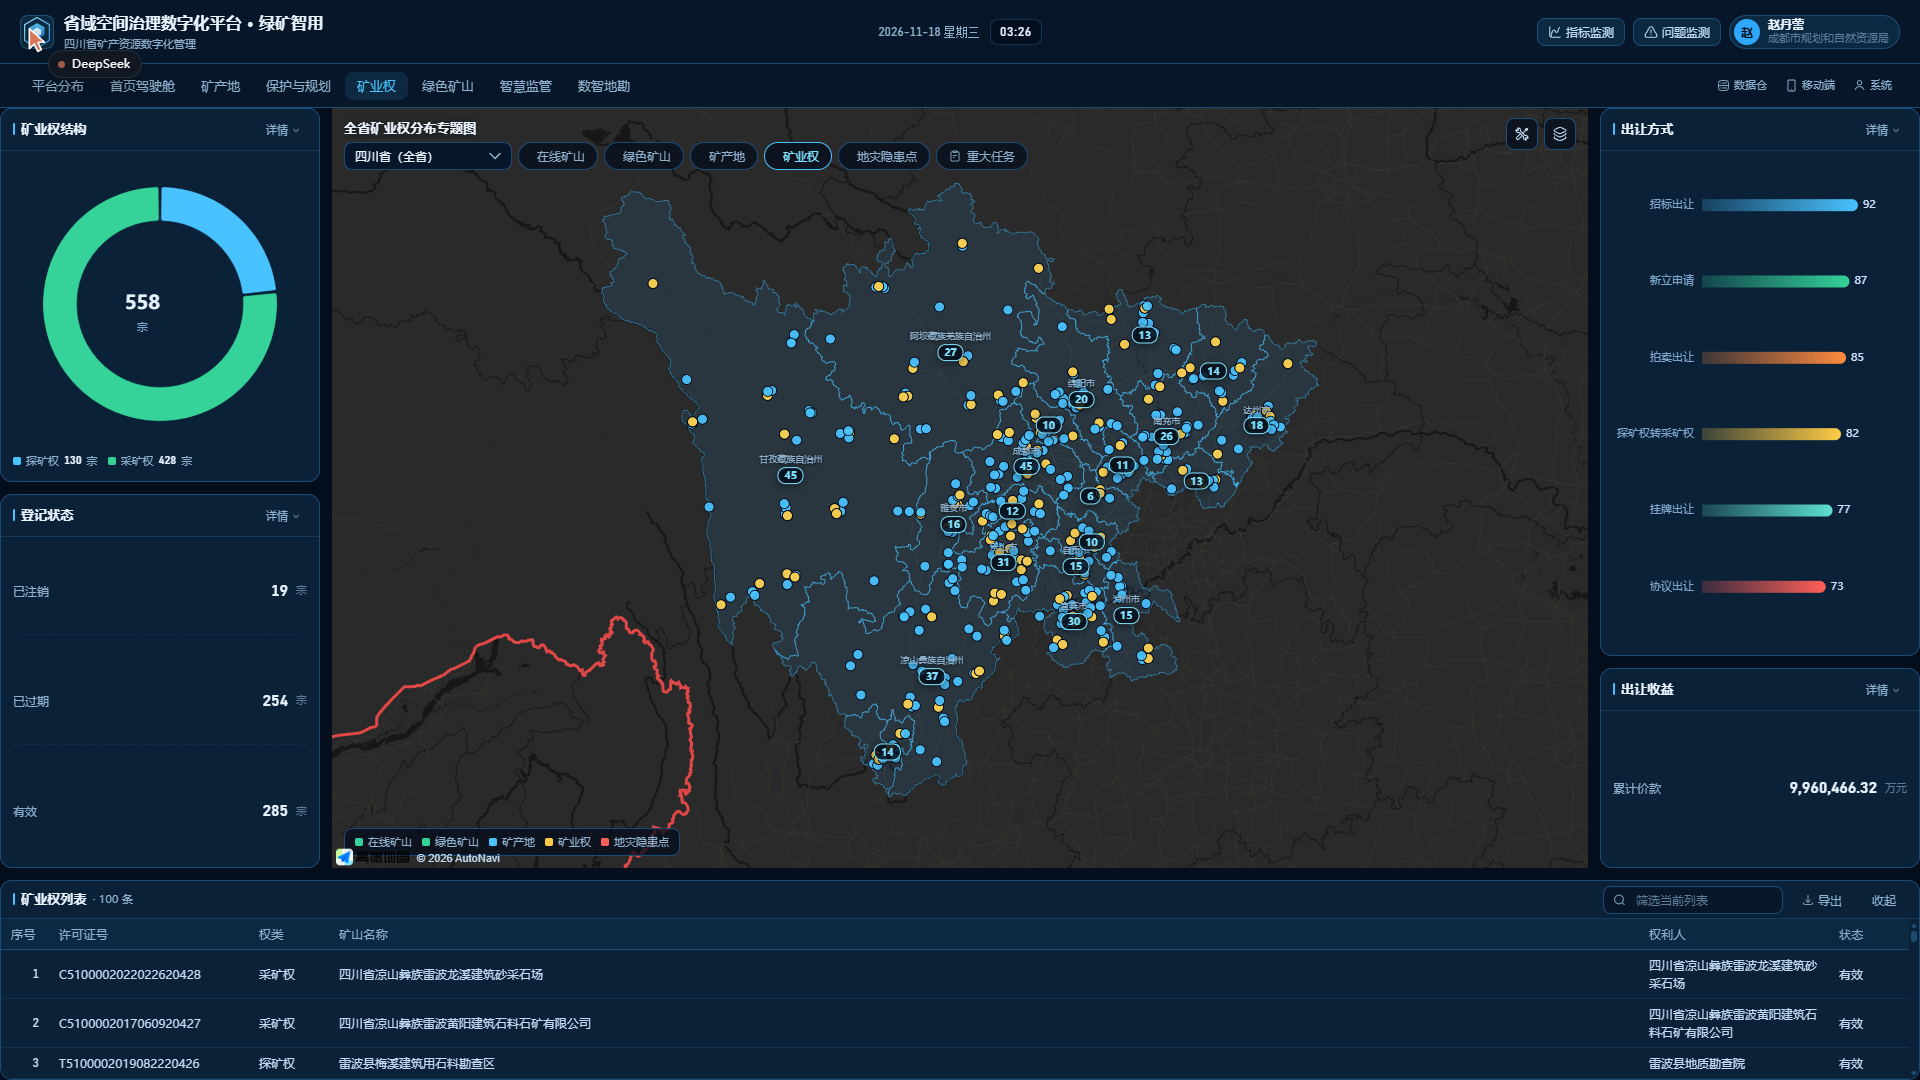 省域空间治理数字化平台 • 绿矿智用
四川省矿产资源数字化管理
DeepSeek
2026-11-18 星期三 03:26
指标监测 问题监测 赵 赵丹蕾
成都市规划和自然资源局
平台分布 首页驾驶舱 矿产地 保护与规划 矿业权 绿色矿山 智慧监管 数智地勘 数据仓 移动端 系统
矿业权结构 详情
558
宗
探矿权 130 宗 采矿权 428 宗
登记状态 详情
已注销 19 宗
已过期 254 宗
有效 285 宗
全省矿业权分布专题图
四川省（全省） 在线矿山 绿色矿山 矿产地 矿业权 地灾隐患点 重大任务
阿坝藏族羌族自治州
27
13
14
绵阳市
20
达州市
18
10
南充市
26
甘孜藏族自治州
45
45
11
13
6
雅安市
16
12
10
31
15
30
15
凉山彝族自治州
37
14
在线矿山 绿色矿山 矿产地 矿业权 地灾隐患点
高德地图 © 2026 AutoNavi
出让方式 详情
招标出让 92
新立申请 87
拍卖出让 85
探矿权转采矿权 82
挂牌出让 77
协议出让 73
出让收益 详情
累计价款 9,960,466.32 万元
矿业权列表 · 100 条 筛选当前列表 导出 收起
序号 许可证号 权类 矿山名称 权利人 状态
1 C5100002022022620428 采矿权 四川省凉山彝族雷波龙溪建筑砂采石场 四川省凉山彝族雷波龙溪建筑砂采石场 有效
2 C5100002017060920427 采矿权 四川省凉山彝族雷波黄阳建筑石料石矿有限公司 四川省凉山彝族雷波黄阳建筑石料石矿有限公司 有效
3 T5100002019082220426 探矿权 雷波县梅溪建筑用石料勘查区 雷波县地质勘查院 有效